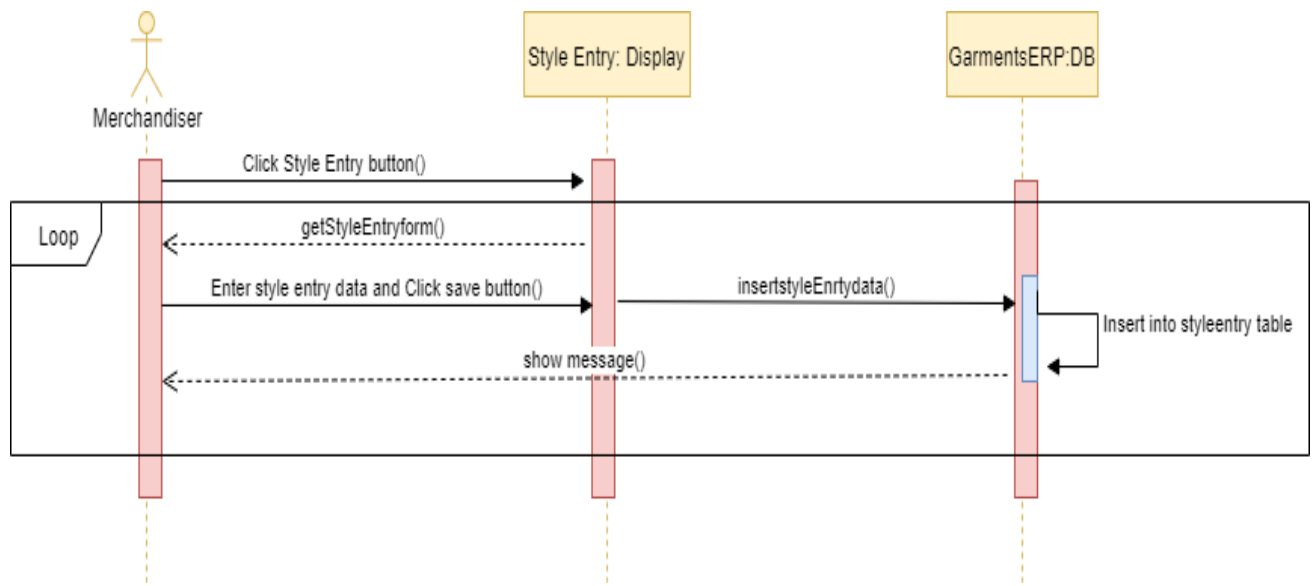 Merchandiser
Style Entry: Display
GarmentsERP:DB
Click Style Entry button()
Loop
getStyleEntryform()
Enter style entry data and Click save button()
insertstyleEnrtydata()
Insert into styleentry table
show message()